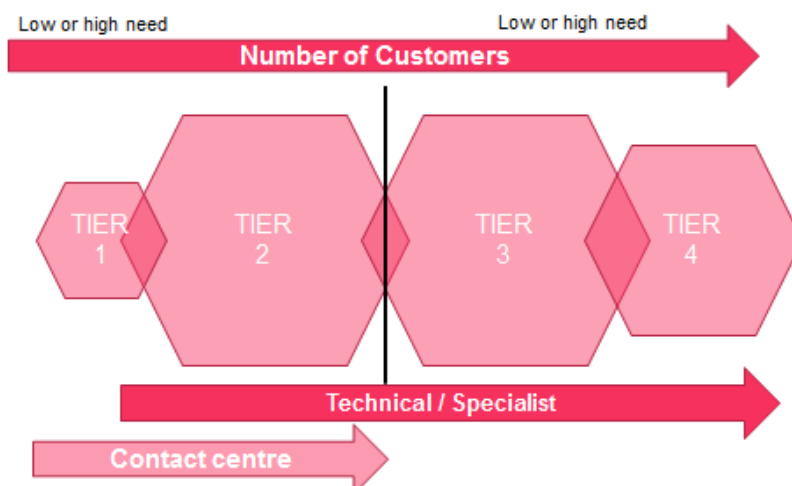 Low or high need
Low or high need
Number of Customers
TIER
1
TIER
2
TIER
3
TIER
4
Technical / Specialist
Contact centre